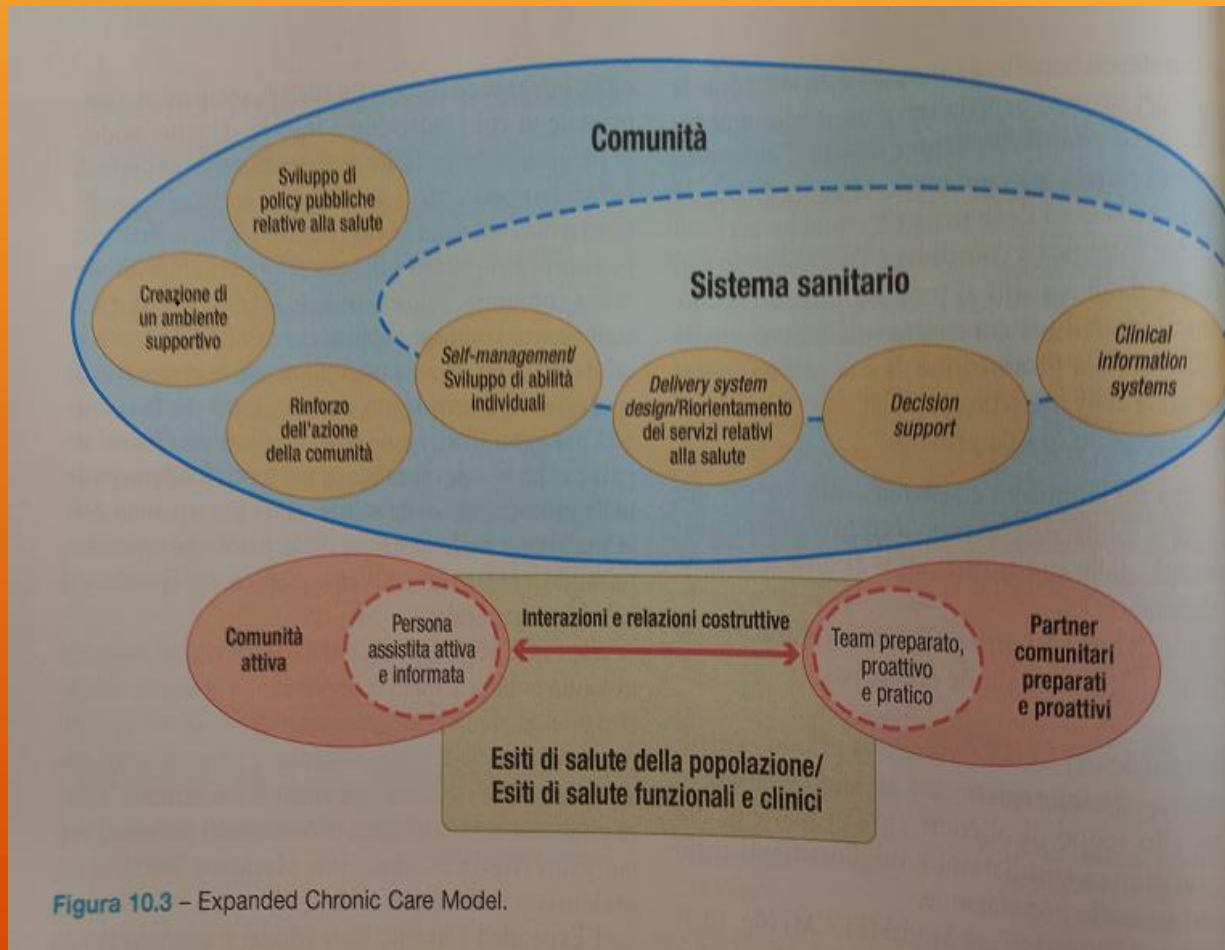 Comunità
Sviluppo di
policy pubbliche
relative alla salute
Creazione di
un ambiente
supportivo
Rinforzo
dell'azione
della comunità
Sistema sanitario
Self-management/
Sviluppo di abilità
individuali
Delivery system
design/Riorientamento
dei servizi relativi
alla salute
Decision
support
Clinical
information
systems
Comunità
attiva
Persona
assistita attiva
e informata
Interazioni e relazioni costruttive
Team preparato,
proattivo
e pratico
Partner
comunitari
preparati
e proattivi
Esiti di salute della popolazione/
Esiti di salute funzionali e clinici
Figura 10.3 – Expanded Chronic Care Model.